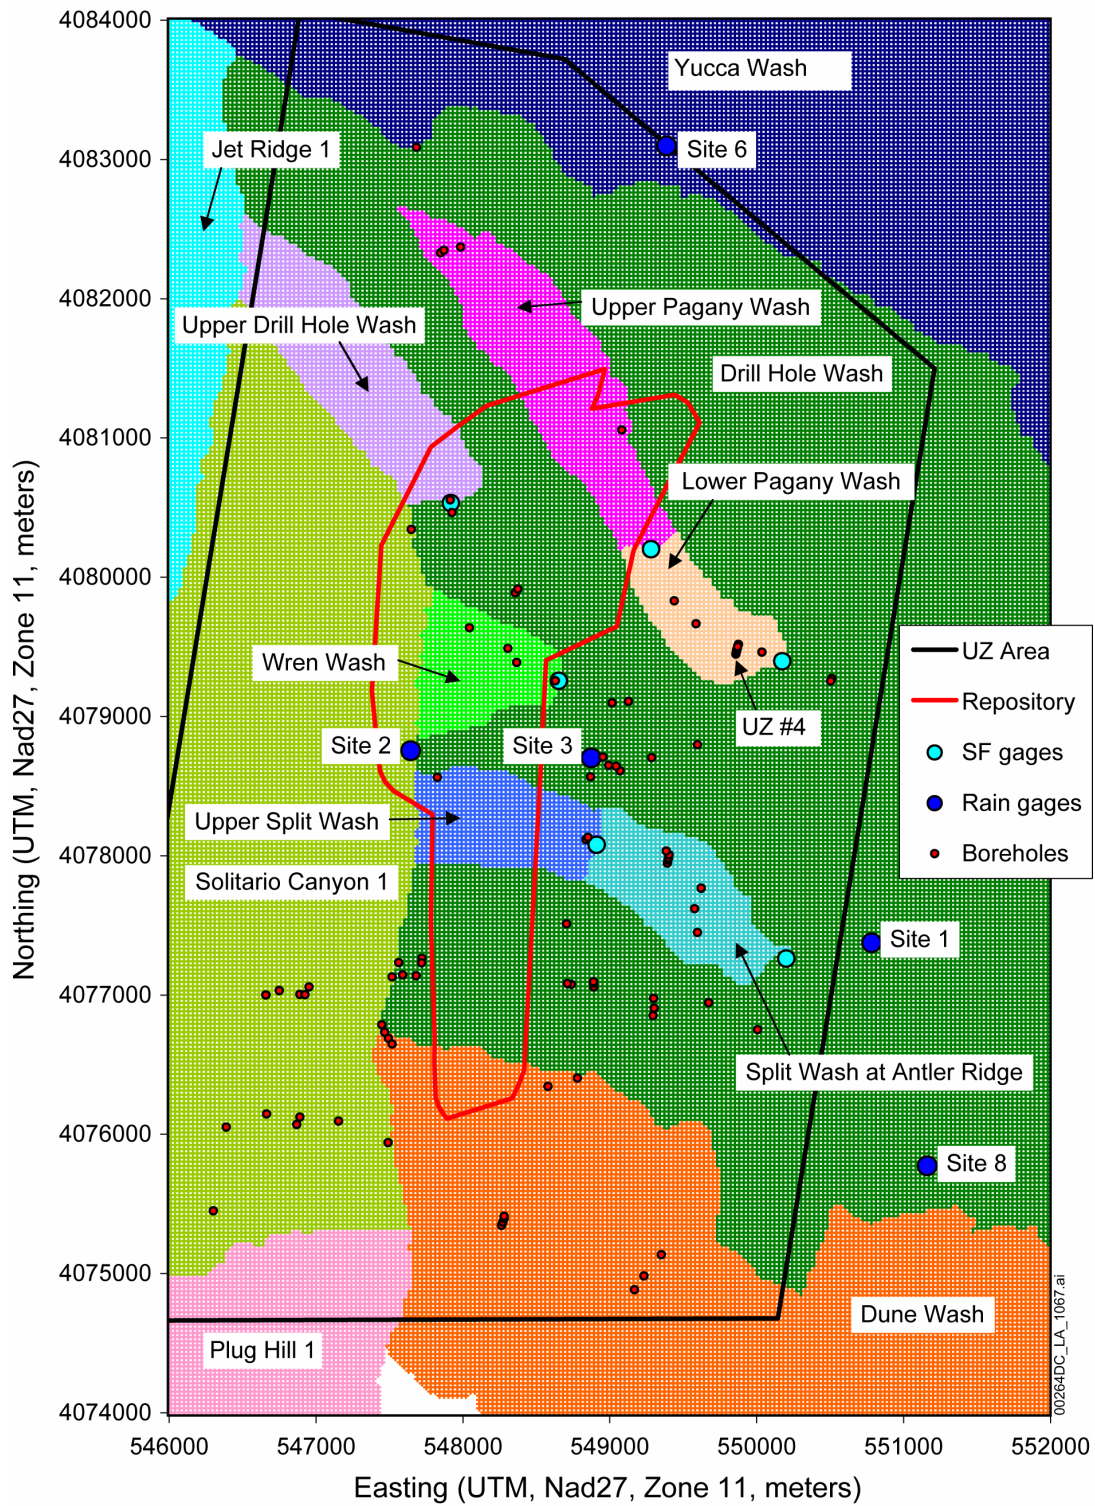 4084000
Yucca Wash
4083000
Jet Ridge 1
Site 6
4082000
Upper Pagany Wash
Upper Drill Hole Wash
Drill Hole Wash
4081000
Lower Pagany Wash
4080000
Wren Wash
UZ Area
Repository
SF gages
Rain gages
Boreholes
4079000
UZ #4
Site 2
Site 3
Upper Split Wash
4078000
Solitario Canyon 1
Site 1
4077000
Split Wash at Antler Ridge
4076000
Site 8
4075000
Dune Wash
Plug Hill 1
4074000
546000 547000 548000 549000 550000 551000 552000
Easting (UTM, Nad27, Zone 11, meters)
Northing (UTM, Nad27, Zone 11, meters)
00264DC_LA_1067.ai